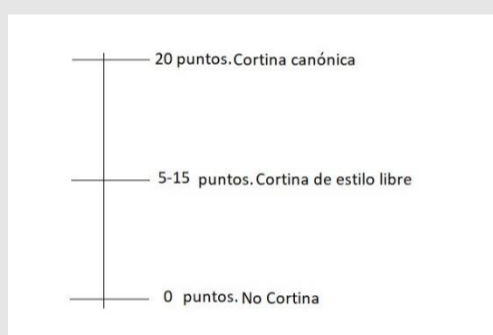 20 puntos.Cortina canónica
5-15 puntos.Cortina de estilo libre
0 puntos. No Cortina